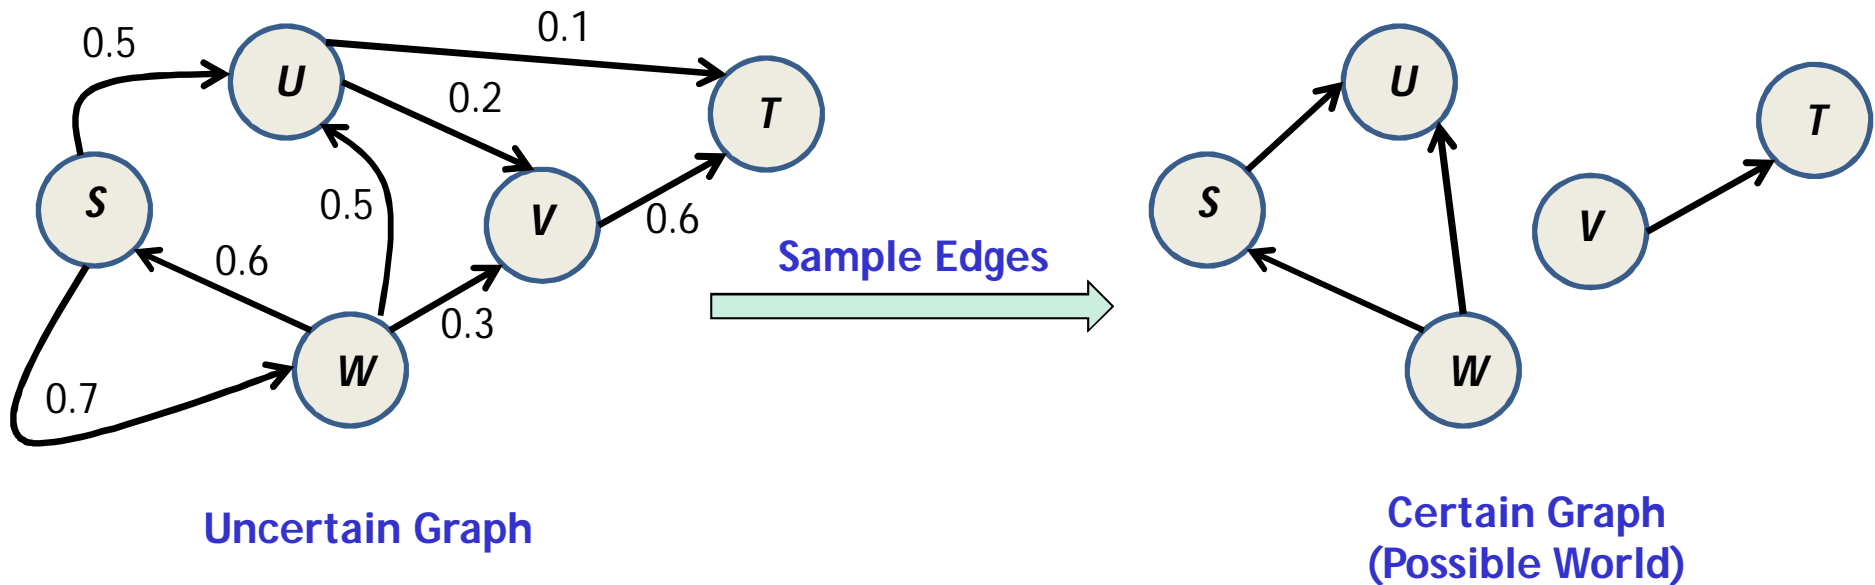 0.5
0.1
U
0.2
T
S
0.5
V
0.6
0.6
0.3
W
0.7
Uncertain Graph
Sample Edges
U
T
S
V
W
Certain Graph
(Possible World)